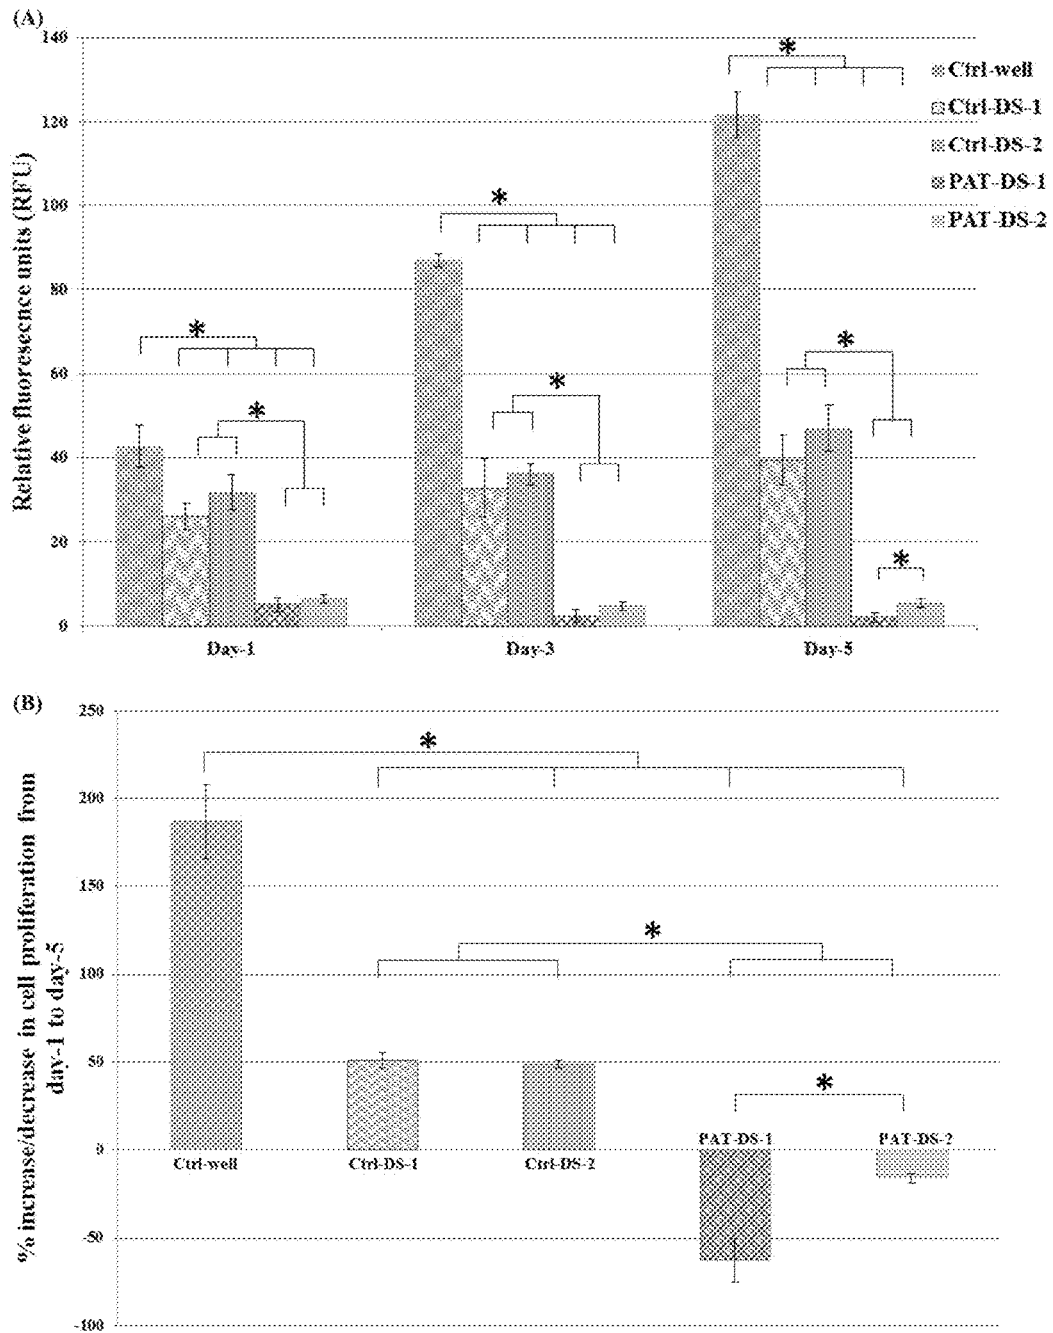 (A)
Relative fluoresecnce units (RFU)
140
120
100
80
60
40
20
0
*
*
*
*
*
*
*
Ctrl-well
Ctrl-DS-1
Ctrl-DS-2
PAT-DS-1
PAT-DS-2
Day-1
Day-3
Day-5
(B)
% increase/decrease in cell proliferation from
day-1 to day-5
250
200
150
100
50
0
-50
-100
*
*
*
Ctrl-well
Ctrl-DS-1
Ctrl-DS-2
PAT-DS-1
PAT-DS-2